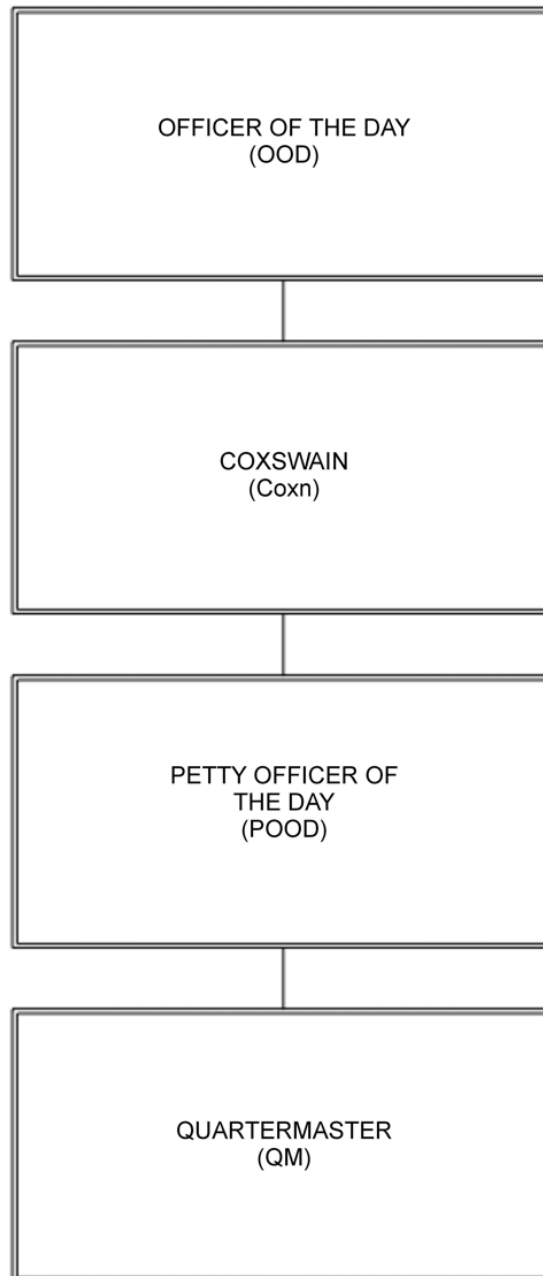 OFFICER OF THE DAY
(OOD)
COXSWAIN
(Coxn)
PETTY OFFICER OF
THE DAY
(POOD)
QUARTERMASTER
(QM)